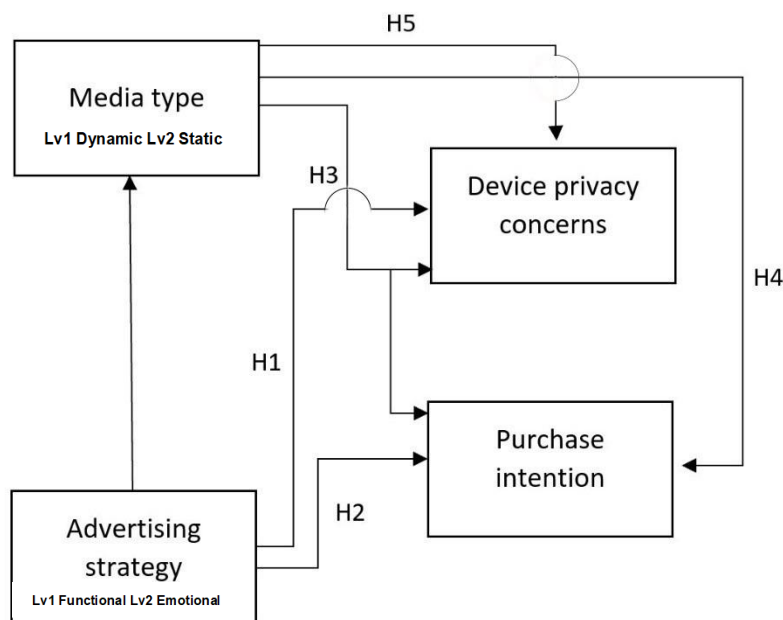 H5
Media type
Lv1 Dynamic Lv2 Static
H3
Device privacy
concerns
H4
H1
Purchase
intention
H2
Advertising
strategy
Lv1 Functional Lv2 Emotional